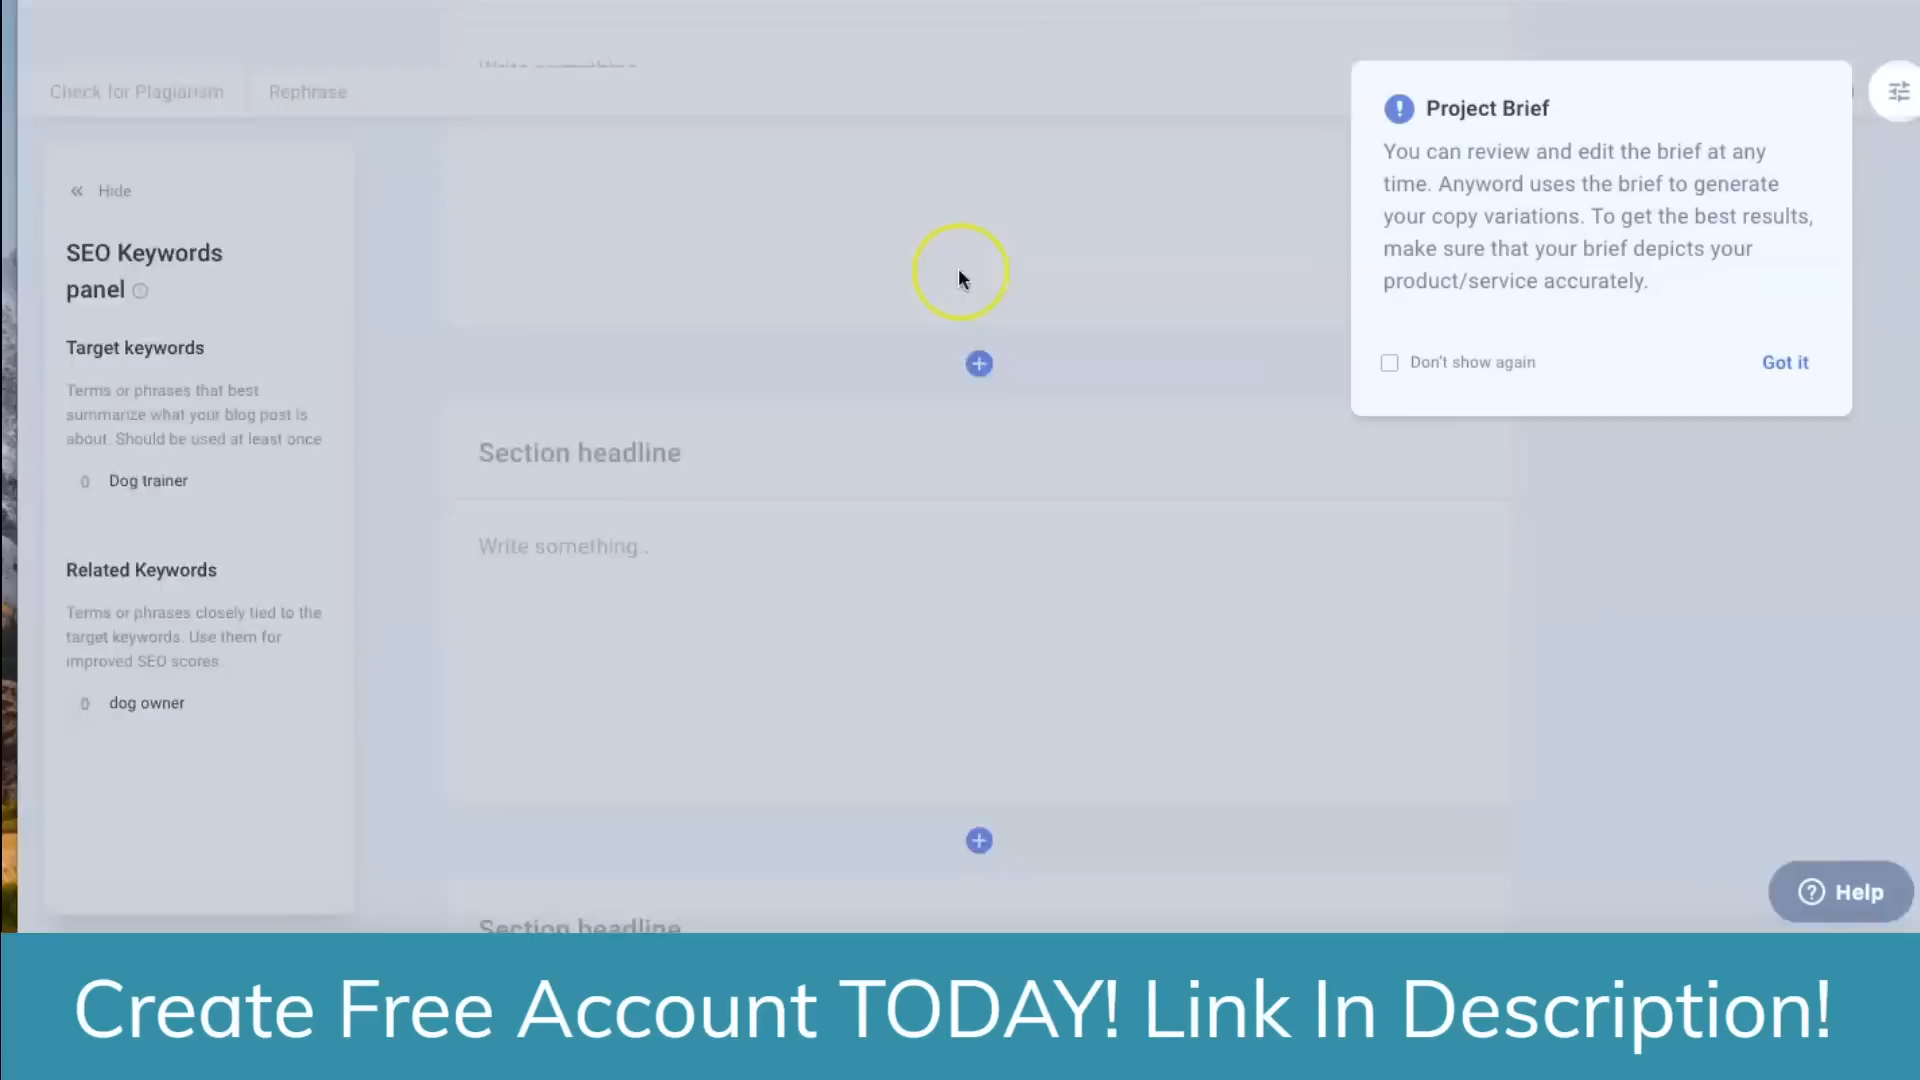 Write something..
Check for Plagiarism
Rephrase
Hide
SEO Keywords
panel
Target keywords
Terms or phrases that best
summarize what your blog post is
about. Should be used at least once
0 Dog trainer
Related Keywords
Terms or phrases closely tied to the
target keywords. Use them for
improved SEO scores.
0 dog owner
Section headline
Write something..
Section headline
Project Brief
You can review and edit the brief at any
time. Anyword uses the brief to generate
your copy variations. To get the best results,
make sure that your brief depicts your
product/service accurately.
Don't show again
Got it
Help
Create Free Account TODAY! Link In Description!